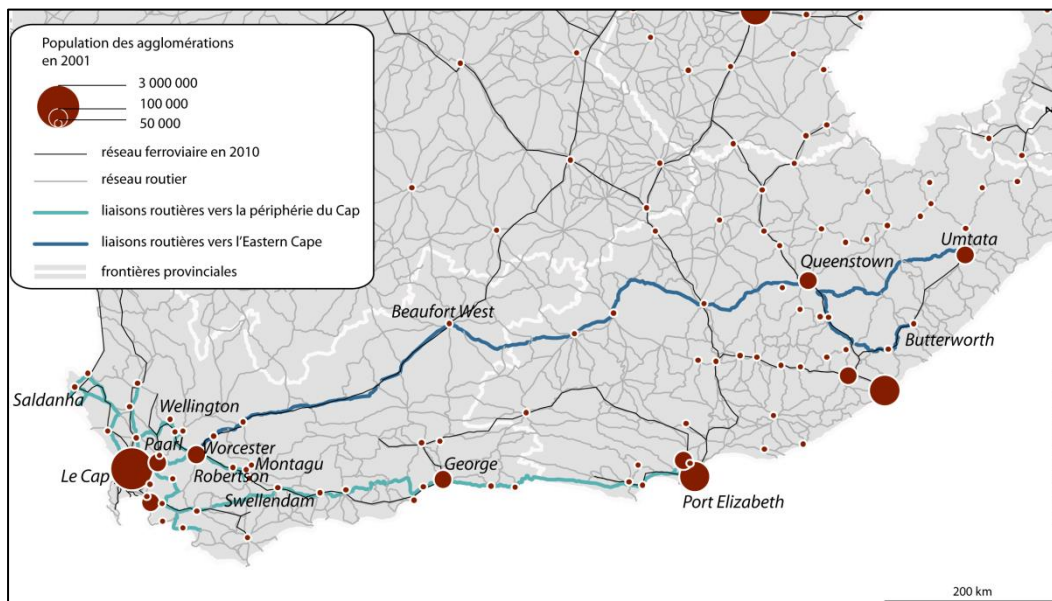 Population des agglomérations
en 2001
3 000 000
100 000
50 000
réseau ferroviaire en 2010
réseau routier
liaisons routières vers la périphérie du Cap
liaisons routières vers l'Eastern Cape
frontières provinciales
Umtata
Queenstown
Beaufort West
Butterworth
Saldanha
Wellington
Paarl
Worcester
Le Cap
Robertson
Montagu
George
Swellendam
Port Elizabeth
200 km